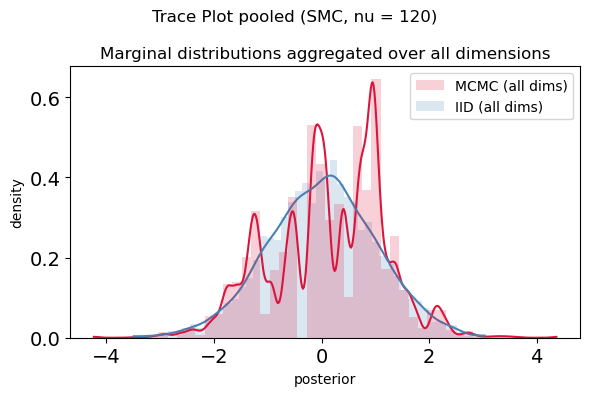 Trace Plot pooled (SMC, nu = 120)
Marginal distributions aggregated over all dimensions
MCMC (all dims)
IID (all dims)
density
0.6
0.4
0.2
0.0
−4
−2
0
2
4
posterior